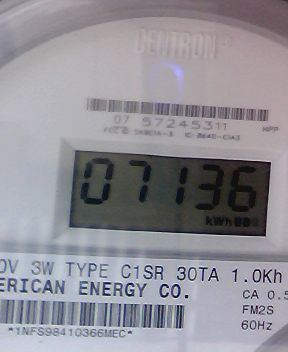 CENTRON®
07 57245311
HPP
07136
kWh
0V 3W TYPE C1SR 30TA 1.0Kh
ERICAN ENERGY CO.
CA 0.5
FM2S
60Hz
*1NFS98410366MEC*